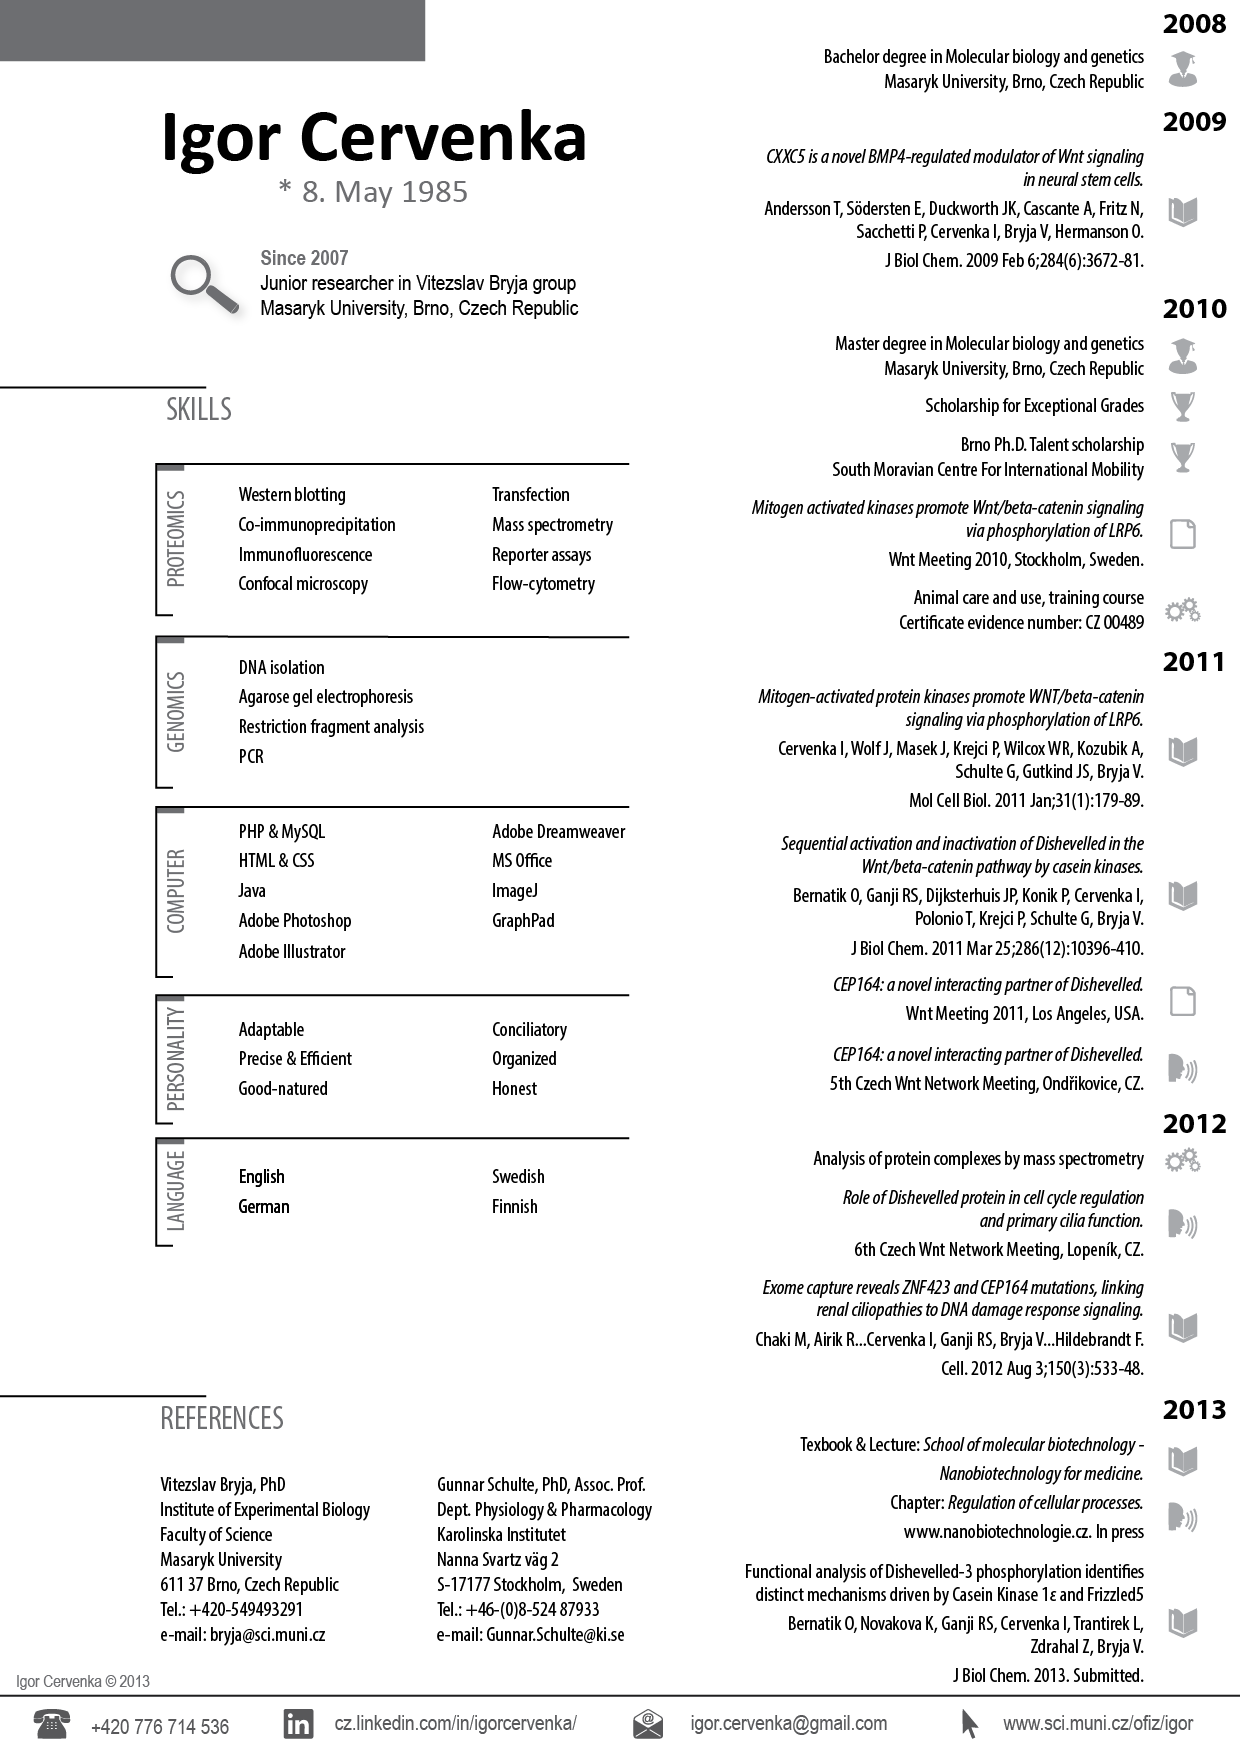 Igor Cervenka
* 8. May 1985
Since 2007
Junior researcher in Vitezslav Bryja group
Masaryk University, Brno, Czech Republic
SKILLS
PROTEOMICS
Western blotting
Co-immunoprecipitation
Immunofluorescence
Confocal microscopy
Transfection
Mass spectrometry
Reporter assays
Flow-cytometry
GENOMICS
DNA isolation
Agarose gel electrophoresis
Restriction fragment analysis
PCR
COMPUTER
PHP & MySQL
HTML & CSS
Java
Adobe Photoshop
Adobe Illustrator
Adobe Dreamweaver
MS Office
ImageJ
GraphPad
PERSONALITY
Adaptable
Precise & Efficient
Good-natured
Conciliatory
Organized
Honest
LANGUAGE
English
German
Swedish
Finnish
REFERENCES
Vitezslav Bryja, PhD
Institute of Experimental Biology
Faculty of Science
Masaryk University
611 37 Brno, Czech Republic
Tel.: +420-549493291
e-mail: bryja@sci.muni.cz
Gunnar Schulte, PhD, Assoc. Prof.
Dept. Physiology & Pharmacology
Karolinska Institutet
Nanna Svartz väg 2
S-17177 Stockholm, Sweden
Tel.: +46-(0)8-524 87933
e-mail: Gunnar.Schulte@ki.se
2008
Bachelor degree in Molecular biology and genetics
Masaryk University, Brno, Czech Republic
2009
CXXC5 is a novel BMP4-regulated modulator of Wnt signaling
in neural stem cells.
Andersson T, Södersten E, Duckworth JK, Cascante A, Fritz N,
Sacchetti P, Cervenka I, Bryja V, Hermanson O.
J Biol Chem. 2009 Feb 6;284(6):3672-81.
2010
Master degree in Molecular biology and genetics
Masaryk University, Brno, Czech Republic
Scholarship for Exceptional Grades
Brno Ph.D. Talent scholarship
South Moravian Centre For International Mobility
Mitogen activated kinases promote Wnt/beta-catenin signaling
via phosphorylation of LRP6.
Wnt Meeting 2010, Stockholm, Sweden.
Animal care and use, training course
Certificate evidence number: CZ 00489
2011
Mitogen-activated protein kinases promote WNT/beta-catenin
signaling via phosphorylation of LRP6.
Cervenka I, Wolf J, Masek J, Krejci P, Wilcox WR, Kozubik A,
Schulte G, Gutkind JS, Bryja V.
Mol Cell Biol. 2011 Jan;31(1):179-89.
Sequential activation and inactivation of Dishevelled in the
Wnt/beta-catenin pathway by casein kinases.
Bernatik O, Ganji RS, Dijksterhuis JP, Konik P, Cervenka I,
Polonio T, Krejci P, Schulte G, Bryja V.
J Biol Chem. 2011 Mar 25;286(12):10396-410.
CEP164: a novel interacting partner of Dishevelled.
Wnt Meeting 2011, Los Angeles, USA.
CEP164: a novel interacting partner of Dishevelled.
5th Czech Wnt Network Meeting, Ondřikovice, CZ.
2012
Analysis of protein complexes by mass spectrometry
Role of Dishevelled protein in cell cycle regulation
and primary cilia function.
6th Czech Wnt Network Meeting, Lopeník, CZ.
Exome capture reveals ZNF423 and CEP164 mutations, linking
renal ciliopathies to DNA damage response signaling.
Chaki M, Airik R...Cervenka I, Ganji RS, Bryja V...Hildebrandt F.
Cell. 2012 Aug 3;150(3):533-48.
2013
Texbook & Lecture: School of molecular biotechnology -
Nanobiotechnology for medicine.
Chapter: Regulation of cellular processes.
www.nanobiotechnologie.cz. In press
Functional analysis of Dishevelled-3 phosphorylation identifies
distinct mechanisms driven by Casein Kinase 1ε and Frizzled5
Bernatik O, Novakova K, Ganji RS, Cervenka I, Trantirek L,
Zdrahal Z, Bryja V.
J Biol Chem. 2013. Submitted.
Igor Cervenka © 2013
+420 776 714 536
in
cz.linkedin.com/in/igorcervenka/
@
igor.cervenka@gmail.com
www.sci.muni.cz/ofiz/igor